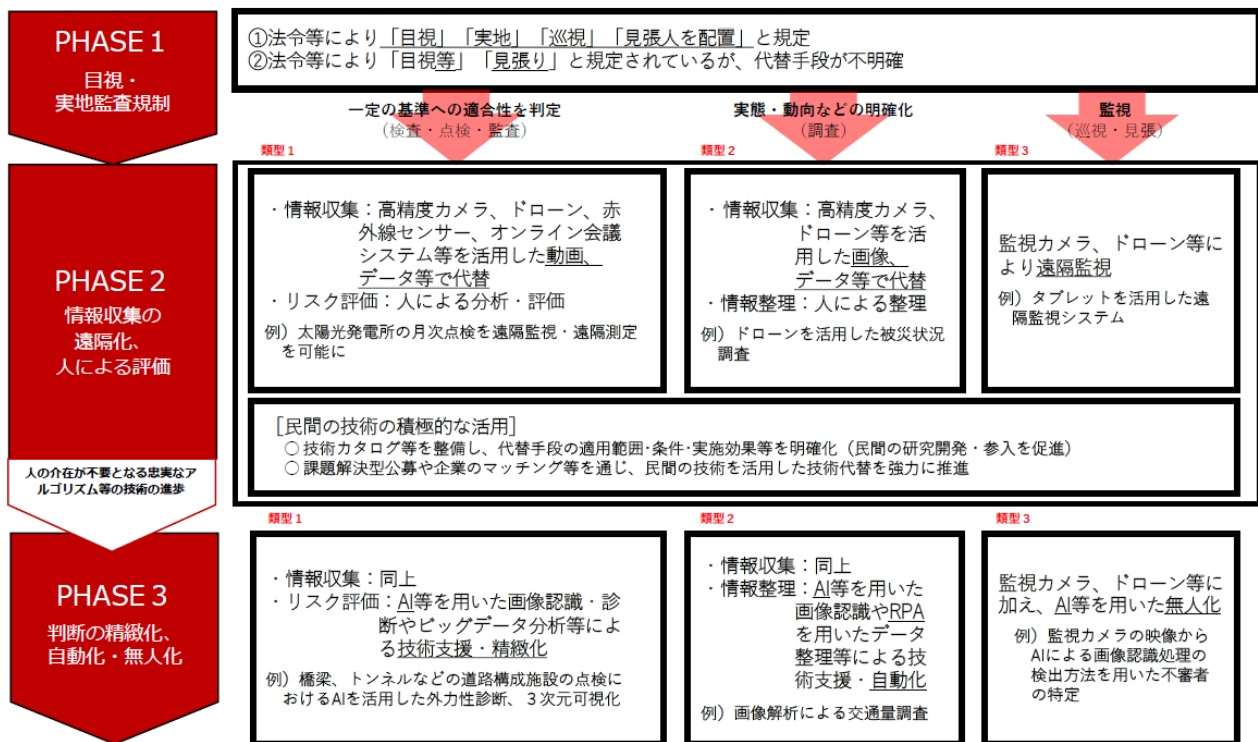 PHASE 1
目視・
実地監査規制
①法令等により「目視」「実地」「巡視」「見張人を配置」と規定
②法令等により「目視等」「見張り」と規定されているが、代替手段が不明確
一定の基準への適合性を判定
（検査・点検・監査）
実態・動向などの明確化
（調査）
監視
（巡視・見張）
類型１
類型２
類型３
PHASE 2
情報収集の
遠隔化、
人による評価
・情報収集：高精度カメラ、ドローン、赤
外線センサー、オンライン会議
システム等を活用した動画、
データ等で代替
・リスク評価：人による分析・評価
例）太陽光発電所の月次点検を遠隔監視・遠隔測定
を可能に
・情報収集：高精度カメラ、
ドローン等を活
用した画像、
データ等で代替
・情報整理：人による整理
例）ドローンを活用した被災状況
調査
監視カメラ、ドローン等に
より遠隔監視
例）タブレットを活用した遠
隔監視システム
［民間の技術の積極的な活用］
○技術カタログ等を整備し、代替手段の適用範囲･条件･実施効果等を明確化（民間の研究開発・参入を促進）
○課題解決型公募や企業のマッチング等を通じ、民間の技術を活用した技術代替を強力に推進
人の介在が不要となる忠実なア
ルゴリズム等の技術の進歩
類型１
類型２
類型３
PHASE 3
判断の精緻化、
自動化・無人化
・情報収集：同上
・リスク評価：AI等を用いた画像認識・診
断やビッグデータ分析等によ
る技術支援・精緻化
例）橋梁、トンネルなどの道路構成施設の点検に
おけるAIを活用した外力性診断、３次元可視化
・情報収集：同上
・情報整理：AI等を用いた
画像認識やRPA
を用いたデータ
整理等による技
術支援・自動化
例）画像解析による交通量調査
監視カメラ、ドローン等に
加え、AI等を用いた無人化
例）監視カメラの映像から
AIによる画像認識処理の
検出方法を用いた不審者
の特定